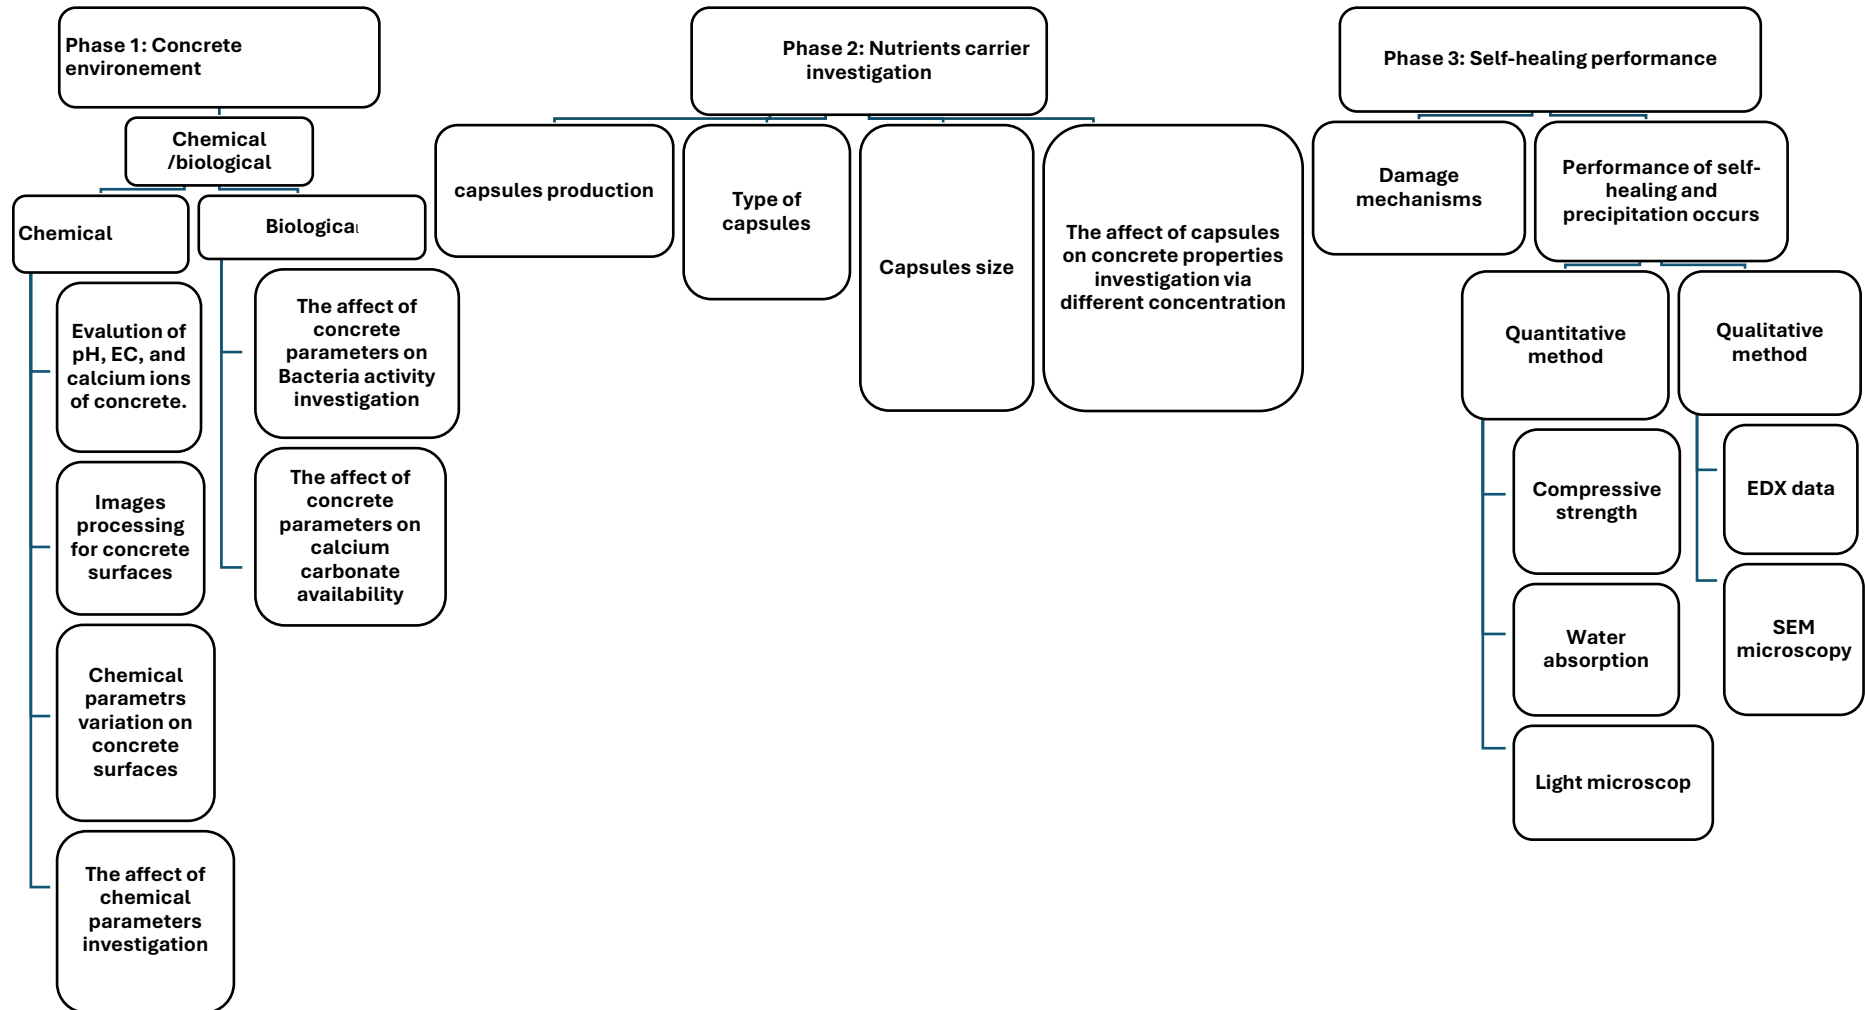 Phase 1: Concrete
environement
Chemical
/biological
Chemical
Biological
Evalution of
pH, EC, and
calcium ions
of concrete.
Images
processing
for concrete
surfaces
Chemical
parametrs
variation on
concrete
surfaces
The affect of
chemical
parameters
investigation
The affect of
concrete
parameters on
Bacteria activity
investigation
The affect of
concrete
parameters on
calcium
carbonate
availability
Phase 2: Nutrients carrier
investigation
capsules production
Type of
capsules
Capsules size
The affect of capsules
on concrete properties
investigation via
different concentration
Phase 3: Self-healing performance
Damage
mechanisms
Performance of self-
healing and
precipitation occurs
Quantitative
method
Compressive
strength
Water
absorption
Light microscop
Qualitative
method
EDX data
SEM
microscopy